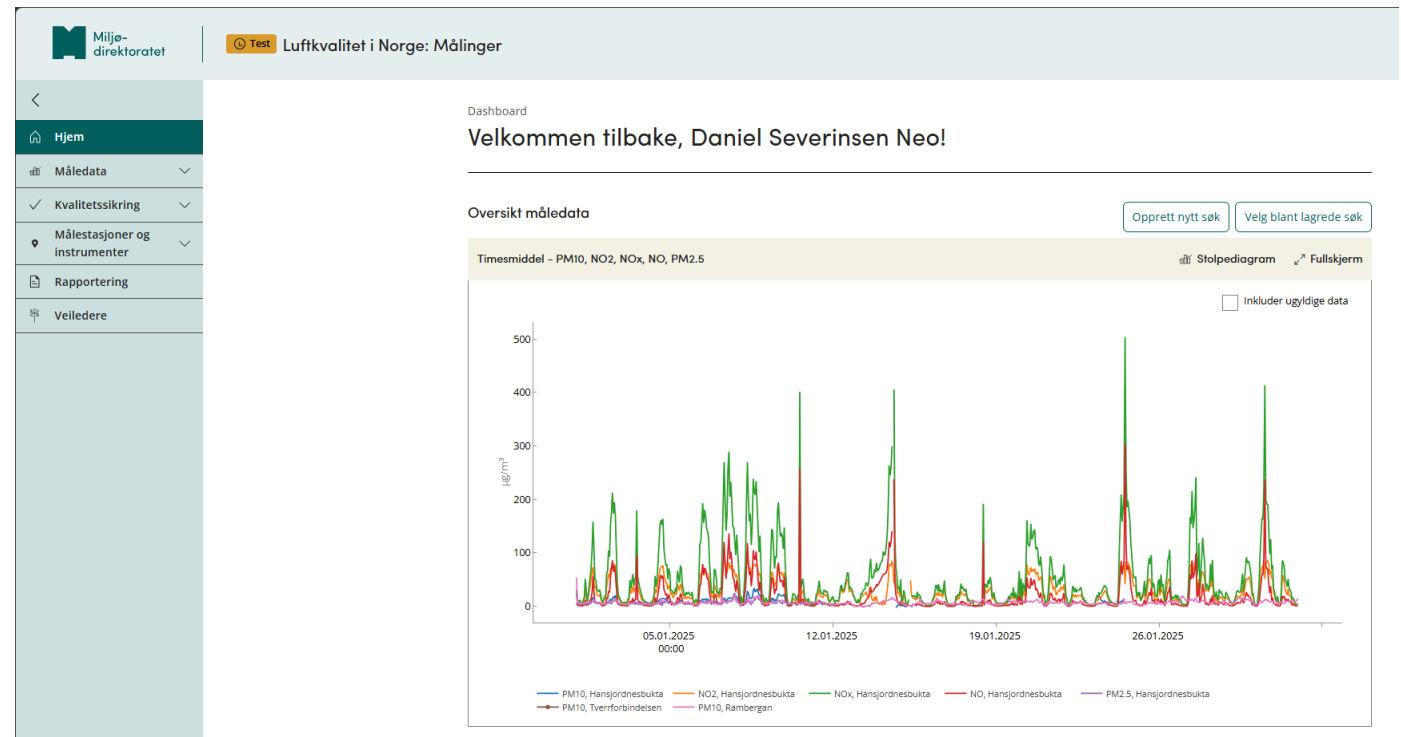 Miljø-
direktoratet
Test Luftkvalitet i Norge: Målinger
Hjem
Måledata
Kvalitetssikring
Målestasjoner og
instrumenter
Rapportering
Veiledere
Dashboard
Velkommen tilbake, Daniel Severinsen Neo!
Oversikt måledata
Opprett nytt søk
Velg blant lagrede søk
Timesmiddel – PM10, NO2, NOx, NO, PM2.5
Stolpediagram
Fullskjerm
Inkluder ugyldige data
500
400
300
200
100
0
µg/m³
05.01.2025
00:00
12.01.2025
19.01.2025
26.01.2025
PM10, Hansjordnesbukta
NO2, Hansjordnesbukta
NOx, Hansjordnesbukta
NO, Hansjordnesbukta
PM2.5, Hansjordnesbukta
PM10, Tverrforbindelsen
PM10, Rambergan